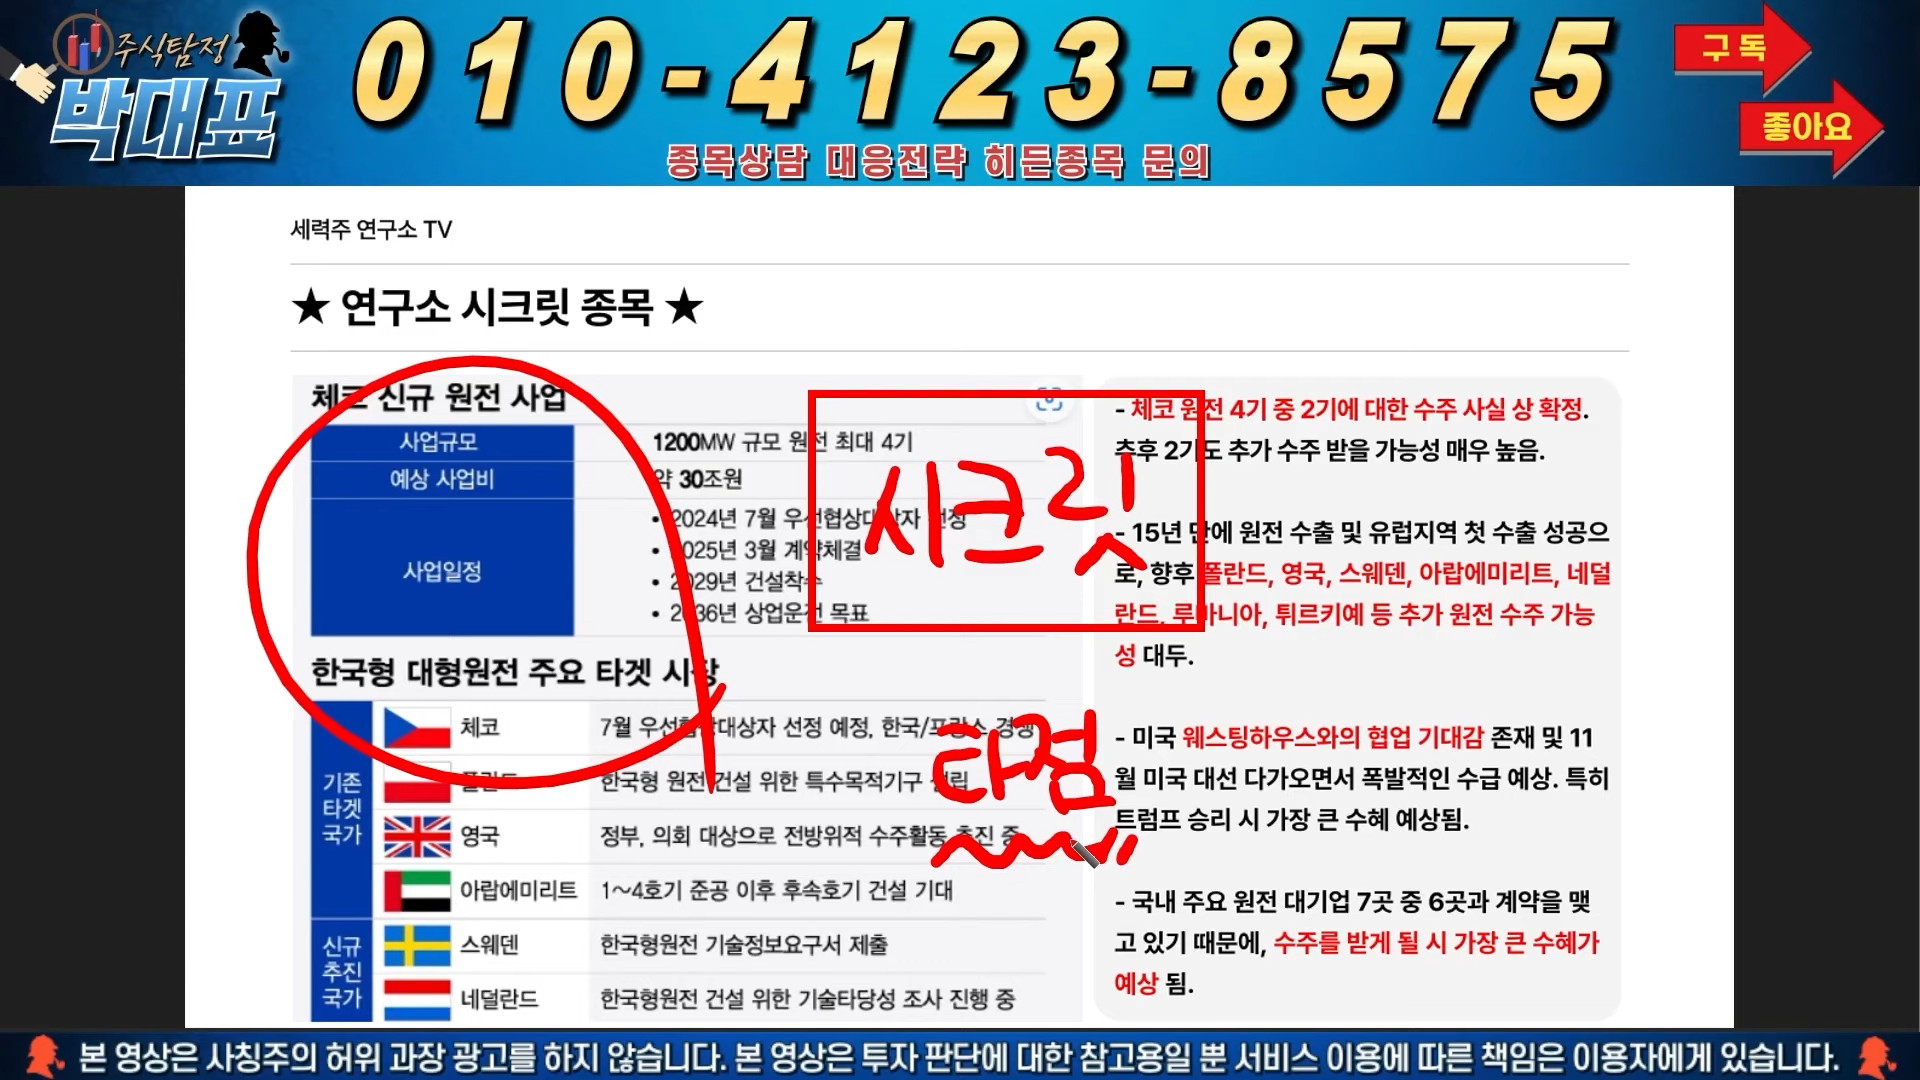 주식탐정
박대표
010-4123-8575
구독
좋아요
종목상담 대응전략 히든종목 문의
세력주 연구소 TV
★ 연구소 시크릿 종목 ★
체코 신규 원전 사업
사업규모 1200MW 규모 원전 최대 4기
예상 사업비 약 30조원
사업일정
• 2024년 7월 우선협상대상자 선정
• 2025년 3월 계약체결
• 2029년 건설착수
• 2036년 상업운전 목표
한국형 대형원전 주요 타겟 시장
기존 타겟 국가
체코 7월 우선협상대상자 선정 예정, 한국/프랑스 경쟁
폴란드 한국형 원전 건설 위한 특수목적기구 설립
영국 정부, 의회 대상으로 전방위적 수주활동 추진 중
아랍에미리트 1~4호기 준공 이후 후속호기 건설 기대
신규 추진 국가
스웨덴 한국형원전 기술정보요구서 제출
네덜란드 한국형원전 건설 위한 기술타당성 조사 진행 중
시크릿
타점
- 체코 원전 4기 중 2기에 대한 수주 사실 상 확정.
추후 2기도 추가 수주 받을 가능성 매우 높음.
- 15년 만에 원전 수출 및 유럽지역 첫 수출 성공으
로, 향후 폴란드, 영국, 스웨덴, 아랍에미리트, 네덜
란드, 루마니아, 튀르키예 등 추가 원전 수주 가능
성 대두.
- 미국 웨스팅하우스와의 협업 기대감 존재 및 11
월 미국 대선 다가오면서 폭발적인 수급 예상. 특히
트럼프 승리 시 가장 큰 수혜 예상됨.
- 국내 주요 원전 대기업 7곳 중 6곳과 계약을 맺
고 있기 때문에, 수주를 받게 될 시 가장 큰 수혜가
예상 됨.
본 영상은 사칭주의 허위 과장 광고를 하지 않습니다. 본 영상은 투자 판단에 대한 참고용일 뿐 서비스 이용에 따른 책임은 이용자에게 있습니다.